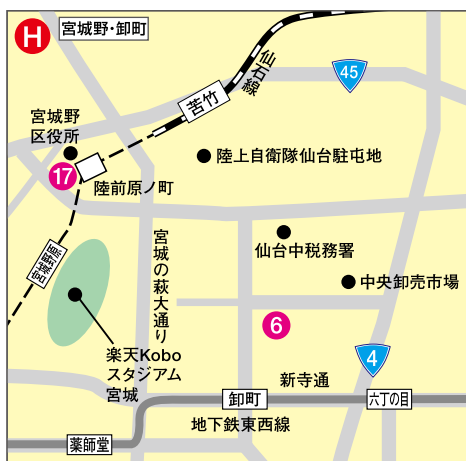 H
宮城野・卸町
仙石線
45
苦竹
宮城野
区役所
陸上自衛隊仙台駐屯地
17
陸前原ノ町
宮城の萩大通り
仙台中税務署
宮城野原
中央卸売市場
6
楽天Kobo
スタジアム
宮城
4
新寺通
卸町
六丁の目
地下鉄東西線
薬師堂